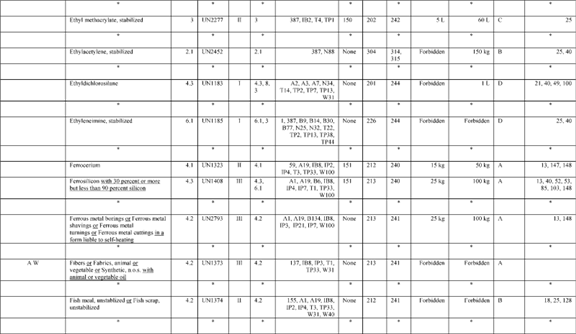 * * * * * * *
Ethyl methacrylate, stabilized 3 UN2277 II 3 387, IB2, T4, TP1 150 202 242 5 L 60 L C 25
* * * * * * *
Ethylacetylene, stabilized 2.1 UN2452 2.1 387, N88 None 304 314, 315 Forbidden 150 kg B 25, 40
* * * * * * *
Ethyldichlorosilane 4.3 UN1183 I 4.3, 8, 3 A2, A3, A7, N34, T14, TP2, TP7, TP13, W31 None 201 244 Forbidden 1 L D 21, 40, 49, 100
* * * * * * *
Ethyleneimine, stabilized 6.1 UN1185 I 6.1, 3 1, 387, B9, B14, B30, B77, N25, N32, T22, TP2, TP13, TP38, TP44 None 226 244 Forbidden Forbidden D 25, 40
* * * * * * *
Ferrocerium 4.1 UN1323 II 4.1 59, A19, IB8, IP2, IP4, T3, TP33, W100 151 212 240 15 kg 50 kg A 13, 147, 148
Ferrosilicon with 30 percent or more but less than 90 percent silicon 4.3 UN1408 III 4.3, 6.1 A1, A19, B6, IB8, IP4, IP7, T1, TP33, W100 151 213 240 25 kg 100 kg A 13, 40, 52, 53, 85, 103, 148
* * * * * * *
Ferrous metal borings or Ferrous metal shavings or Ferrous metal turnings or Ferrous metal cuttings in a form liable to self-heating 4.2 UN2793 III 4.2 A1, A19, B134, IB8, IP3, IP21, IP7, W100 None 213 241 25 kg 100 kg A 13, 148
* * * * * * *
A W Fibers or Fabrics, animal or vegetable or Synthetic, n.o.s. with animal or vegetable oil 4.2 UN1373 III 4.2 137, IB8, IP3, T1, TP33, W31 None 213 241 Forbidden Forbidden A
* * * * * * *
Fish meal, unstabilized or Fish scrap, unstabilized 4.2 UN1374 II 4.2 155, A1, A19, IB8, IP2, IP4, T3, TP33, W31, W40 None 212 241 Forbidden Forbidden B 18, 25, 128
* * * * * * *